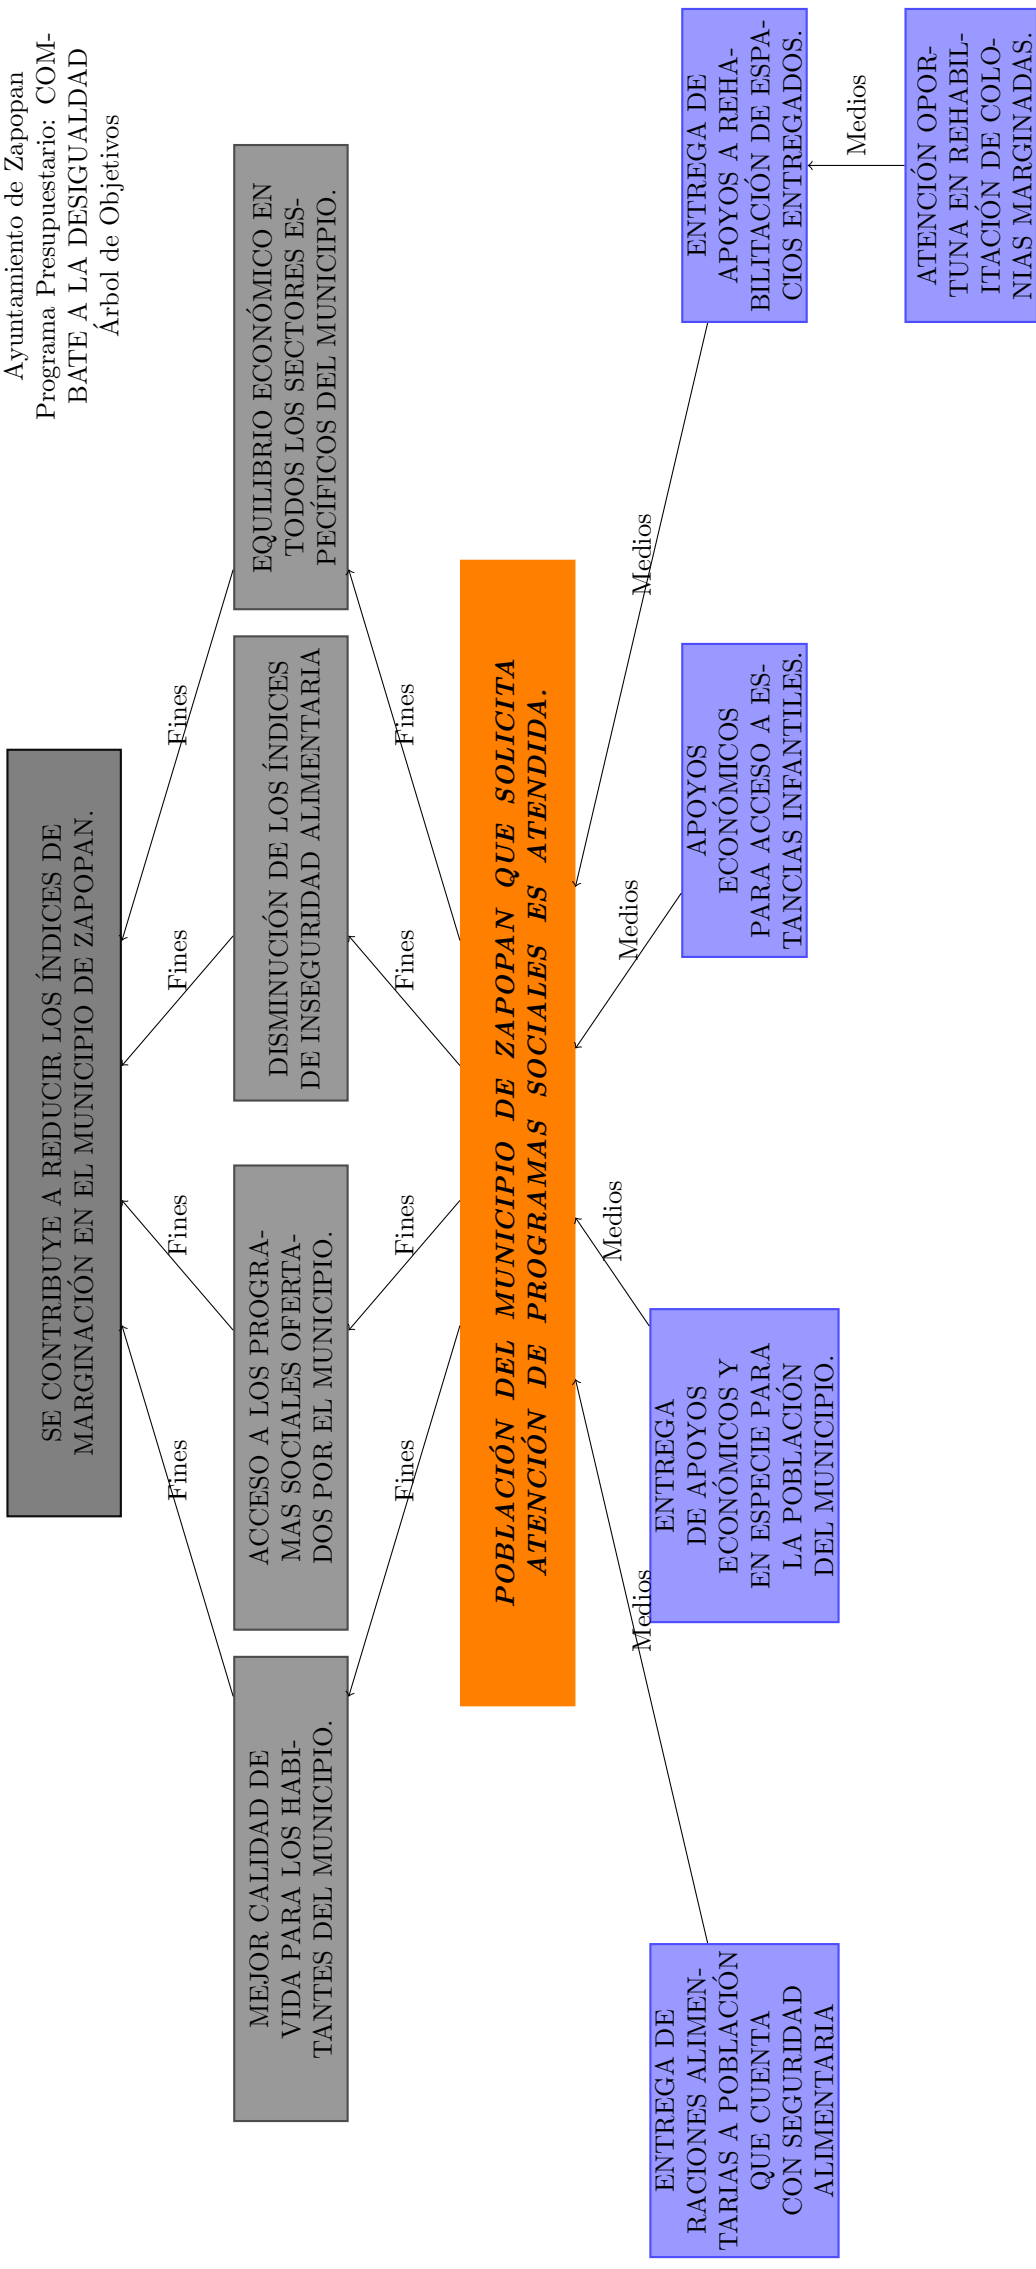 Ayuntamiento de Zapopan
Programa Presupuestario: COM-
BATE A LA DESIGUALDAD
Árbol de Objetivos
SE CONTRIBUYE A REDUCIR LOS ÍNDICES DE
MARGINACIÓN EN EL MUNICIPIO DE ZAPOPAN.
Fines
Fines
Fines
Fines
MEJOR CALIDAD DE
VIDA PARA LOS HABI-
TANTES DEL MUNICIPIO.
ACCESO A LOS PROGRA-
MAS SOCIALES OFERTA-
DOS POR EL MUNICIPIO.
DISMINUCIÓN DE LOS ÍNDICES
DE INSEGURIDAD ALIMENTARIA
EQUILIBRIO ECONÓMICO EN
TODOS LOS SECTORES ES-
PECÍFICOS DEL MUNICIPIO.
Fines
Fines
Fines
Fines
POBLACIÓN DEL MUNICIPIO DE ZAPOPAN QUE SOLICITA
ATENCIÓN DE PROGRAMAS SOCIALES ES ATENDIDA.
Medios
Medios
Medios
Medios
ENTREGA DE
RACIONES ALIMEN-
TARIAS A POBLACIÓN
QUE CUENTA
CON SEGURIDAD
ALIMENTARIA
ENTREGA
DE APOYOS
ECONÓMICOS Y
EN ESPECIE PARA
LA POBLACIÓN
DEL MUNICIPIO.
APOYOS
ECONÓMICOS
PARA ACCESO A ES-
TANCIAS INFANTILES.
ENTREGA DE
APOYOS A REHA-
BILITACIÓN DE ESPA-
CIOS ENTREGADOS.
Medios
ATENCIÓN OPOR-
TUNA EN REHABIL-
ITACIÓN DE COLO-
NIAS MARGINADAS.